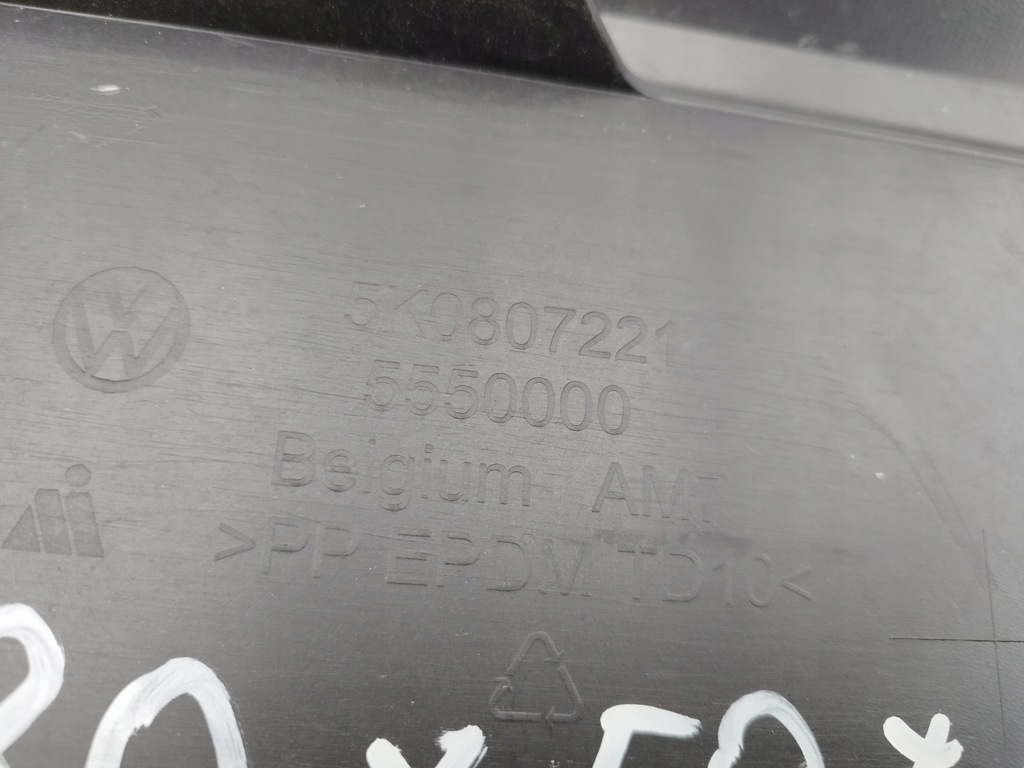 5K0807221
5550000
Belgium AMT
>PP EPDM TD10<